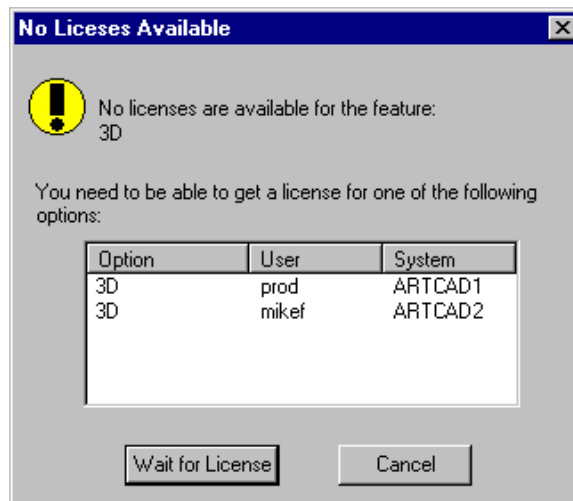 No Liceses Available
No licenses are available for the feature:
3D
You need to be able to get a license for one of the following
options:
Option User System
3D prod ARTCAD1
3D mikef ARTCAD2
Wait for License Cancel